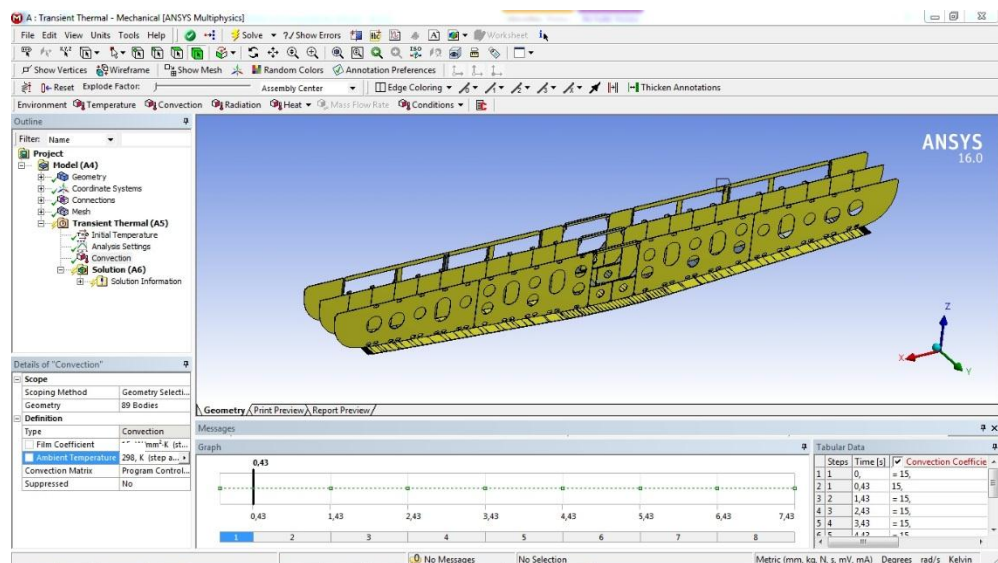 A : Transient Thermal - Mechanical [ANSYS Multiphysics]
File Edit View Units Tools Help Solve ?/Show Errors A Worksheet
Show Vertices Wireframe Show Mesh Random Colors Annotation Preferences
Reset Explode Factor: Assembly Center Edge Coloring Thicken Annotations
Environment Temperature Convection Radiation Heat Mass Flow Rate Conditions
Outline
Filter: Name
Project
Model (A4)
Geometry
Coordinate Systems
Connections
Mesh
Transient Thermal (A5)
Initial Temperature
Analysis Settings
Convection
Solution (A6)
Solution Information
ANSYS
16.0
Z
X
Y
Details of "Convection"
Scope
Scoping Method Geometry Selecti...
Geometry 89 Bodies
Definition
Type Convection
Film Coefficient mm²·K (st...
Ambient Temperature 298, K (step a...
Convection Matrix Program Control...
Suppressed No
Geometry Print Preview Report Preview
Messages
Graph
0,43
0,43 1,43 2,43 3,43 4,43 5,43 6,43 7,43
1 2 3 4 5 6 7 8
Tabular Data
Steps Time [s] Convection Coefficie
1 1 0, = 15,
2 1 0,43 15,
3 2 1,43 = 15,
4 3 2,43 = 15,
5 4 3,43 = 15,
6 5 4,43 = 15,
0 No Messages No Selection Metric (mm, kg, N, s, mV, mA) Degrees rad/s Kelvin